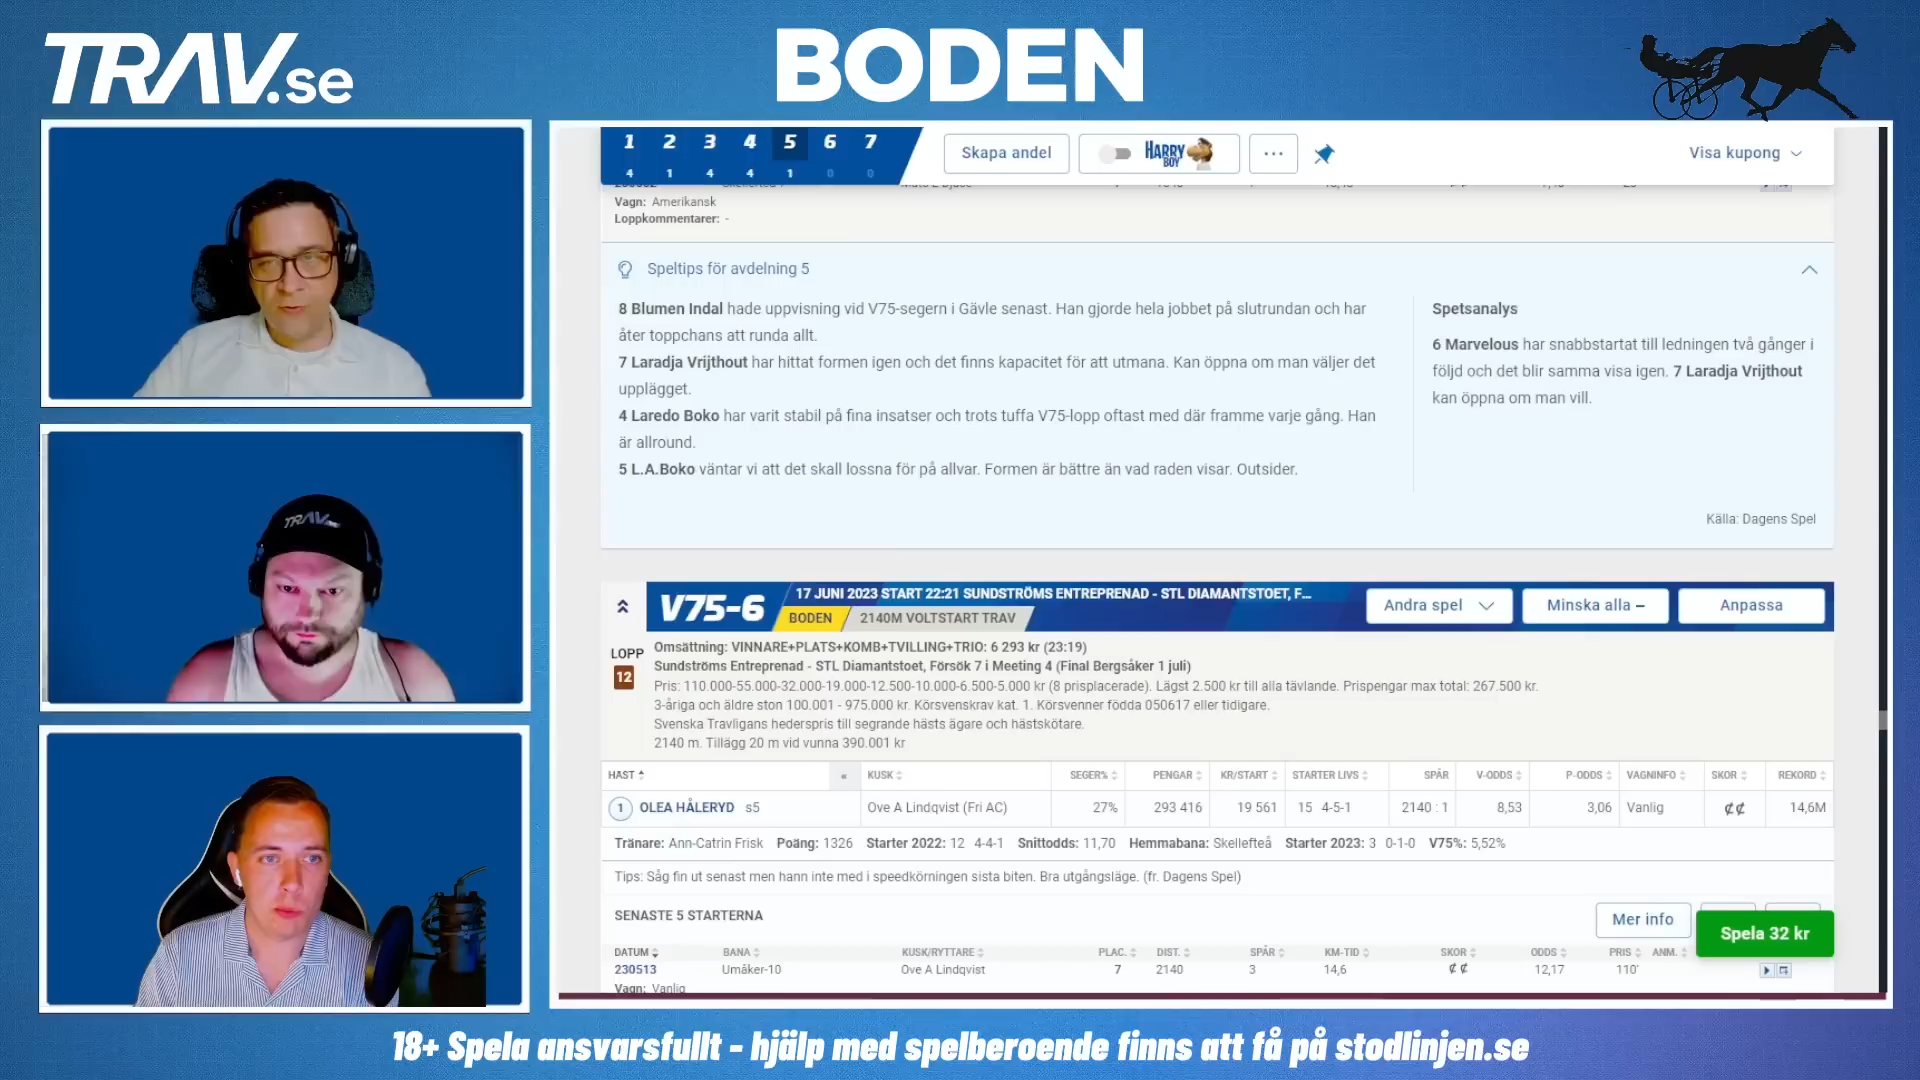 TRAV.se
BODEN
1 2 3 4 5 6 7
4 1 4 4 1 0 0
Skapa andel
HARRY BOY
...
Visa kupong
Vagn: Amerikansk
Loppkommentarer: -
Speltips för avdelning 5
8 Blumen Indal hade uppvisning vid V75-segern i Gävle senast. Han gjorde hela jobbet på slutrundan och har
åter toppchans att runda allt.
7 Laradja Vrijthout har hittat formen igen och det finns kapacitet för att utmana. Kan öppna om man väljer det
upplägget.
4 Laredo Boko har varit stabil på fina insatser och trots tuffa V75-lopp oftast med där framme varje gång. Han
är allround.
5 L.A.Boko väntar vi att det skall lossna för på allvar. Formen är bättre än vad raden visar. Outsider.
Spetsanalys
6 Marvelous har snabbstartat till ledningen två gånger i
följd och det blir samma visa igen. 7 Laradja Vrijthout
kan öppna om man vill.
Källa: Dagens Spel
V75-6
17 JUNI 2023 START 22:21 SUNDSTRÖMS ENTREPRENAD - STL DIAMANTSTOET, F...
BODEN 2140M VOLTSTART TRAV
Andra spel
Minska alla –
Anpassa
LOPP
12
Omsättning: VINNARE+PLATS+KOMB+TVILLING+TRIO: 6 293 kr (23:19)
Sundströms Entreprenad - STL Diamantstoet, Försök 7 i Meeting 4 (Final Bergsåker 1 juli)
Pris: 110.000-55.000-32.000-19.000-12.500-10.000-6.500-5.000 kr (8 prisplacerade). Lägst 2.500 kr till alla tävlande. Prispengar max total: 267.500 kr.
3-åriga och äldre ston 100.001 - 975.000 kr. Körsvenskrav kat. 1. Körsvenner födda 050617 eller tidigare.
Svenska Travligans hederspris till segrande hästs ägare och hästskötare.
2140 m. Tillägg 20 m vid vunna 390.001 kr
HÄST « KUSK SEGER% PENGAR KR/START STARTER LIVS SPÅR V-ODDS P-ODDS VAGNINFO SKOR REKORD
1 OLEA HÅLERYD s5 Ove A Lindqvist (Fri AC) 27% 293 416 19 561 15 4-5-1 2140 : 1 8,53 3,06 Vanlig ¢¢ 14,6M
Tränare: Ann-Catrin Frisk Poäng: 1326 Starter 2022: 12 4-4-1 Snittodds: 11,70 Hemmabana: Skellefteå Starter 2023: 3 0-1-0 V75%: 5,52%
Tips: Såg fin ut senast men hann inte med i speedkörningen sista biten. Bra utgångsläge. (fr. Dagens Spel)
SENASTE 5 STARTERNA
Mer info
Spela 32 kr
DATUM BANA KUSK/RYTTARE PLAC. DIST. SPÅR KM-TID SKOR ODDS PRIS ANM.
230513 Umåker-10 Ove A Lindqvist 7 2140 3 14,6 ¢¢ 12,17 110'
Vagn: Vanlig
TRAV.se
18+ Spela ansvarsfullt - hjälp med spelberoende finns att få på stodlinjen.se